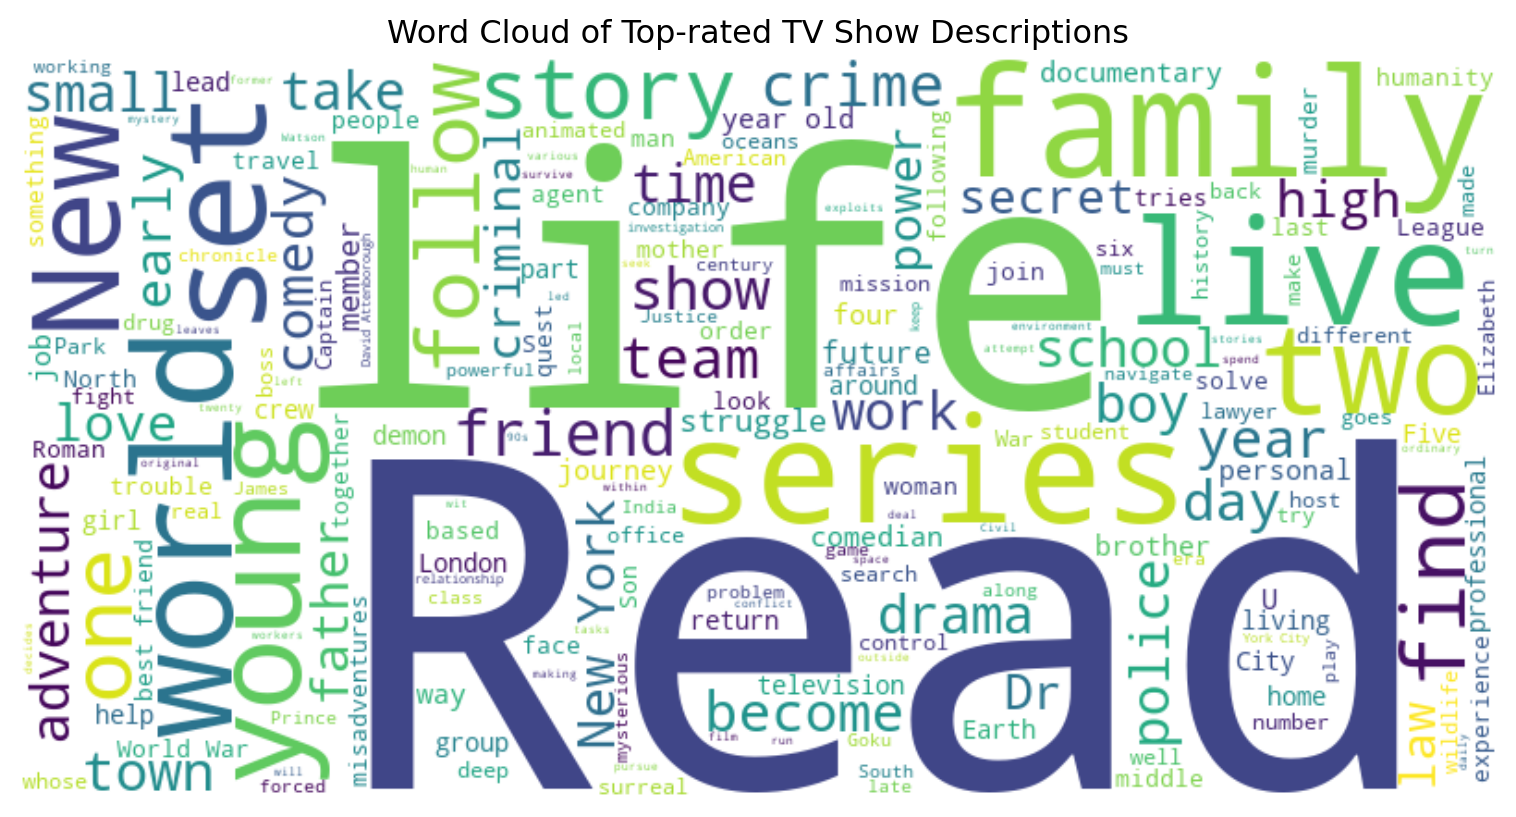 Word Cloud of Top-rated TV Show Descriptions
working
small
lead
former
take
follow
story
crime
family
documentary
humanity
something
New
mystery
set
Watson
people
travel
criminal
animated
man
year old
oceans
American
various
survive
agent
time
power
following
murder
made
early
comedy
human
life
company
investigation
mother
exploits
secret
tries
back
high
last
League
turn
chronicle
member
David Attenborough
Captain
part
seek
century
show
mission
join
six
must
history
live
make
Elizabeth
drug
leaves
world
led
Justice
order
four
keep
environment
job
Park
North
fight
boss
left
powerful
S
quest
local
team
future
affairs
around
attempt
school
stories
different
navigate
spend
solve
two
love
twenty
crew
young
look
struggle
work
boy
lawyer
goes
Roman
original
demon
friend
90s
journey
series
War
student
year
Five
ordinary
adventure
trouble
James
together
within
woman
personal
girl
real
father
Read
wit
based
India
office
deal
comedian
Civil
day
host
try
find
professional
one
best friend
London
relationship
class
New York
Son
game
space
search
brother
era
problem
conflict
return
drama
along
police
U
living
York City
City
play
decides
workers
misadventures
face
tasks
making
control
outside
help
Prince
way
mysterious
television
become
Dr
home
number
law
wildlife
experience
World War
town
group
film
run
Goku
Earth
well
daily
whose
will
forced
deep
pursue
surreal
South
late
middle